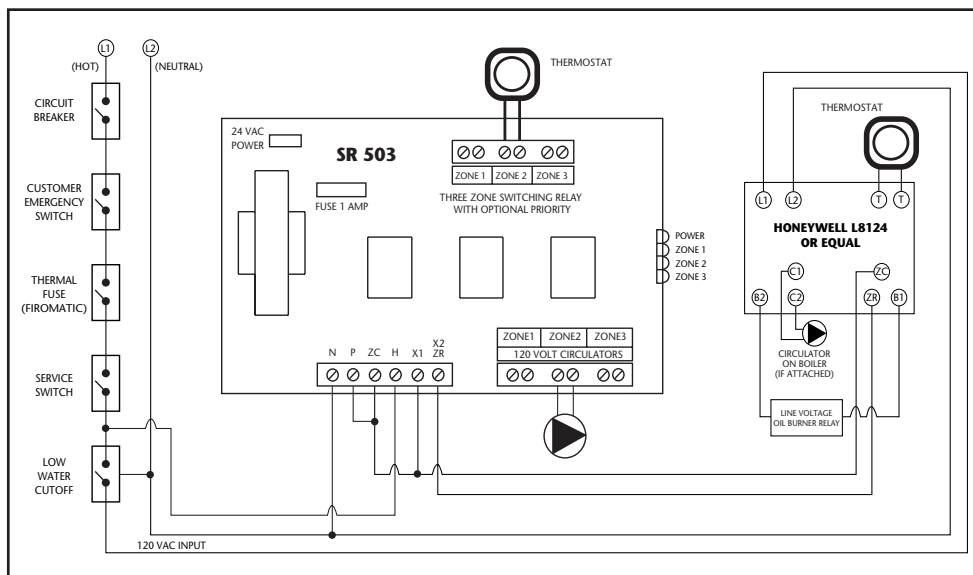 L1
L2
(HOT)
(NEUTRAL)
CIRCUIT
BREAKER
CUSTOMER
EMERGENCY
SWITCH
THERMAL
FUSE
(FIROMATIC)
SERVICE
SWITCH
LOW
WATER
CUTOFF
120 VAC INPUT
24 VAC
POWER
SR 503
FUSE 1 AMP
THERMOSTAT
ZONE 1
ZONE 2
ZONE 3
THREE ZONE SWITCHING RELAY
WITH OPTIONAL PRIORITY
POWER
ZONE 1
ZONE 2
ZONE 3
N
P
ZC
H
X1
X2
ZR
ZONE1
ZONE2
ZONE3
120 VOLT CIRCULATORS
THERMOSTAT
L1
L2
T
T
HONEYWELL L8124
OR EQUAL
C1
ZC
B2
C2
ZR
B1
CIRCULATOR
ON BOILER
(IF ATTACHED)
LINE VOLTAGE
OIL BURNER RELAY